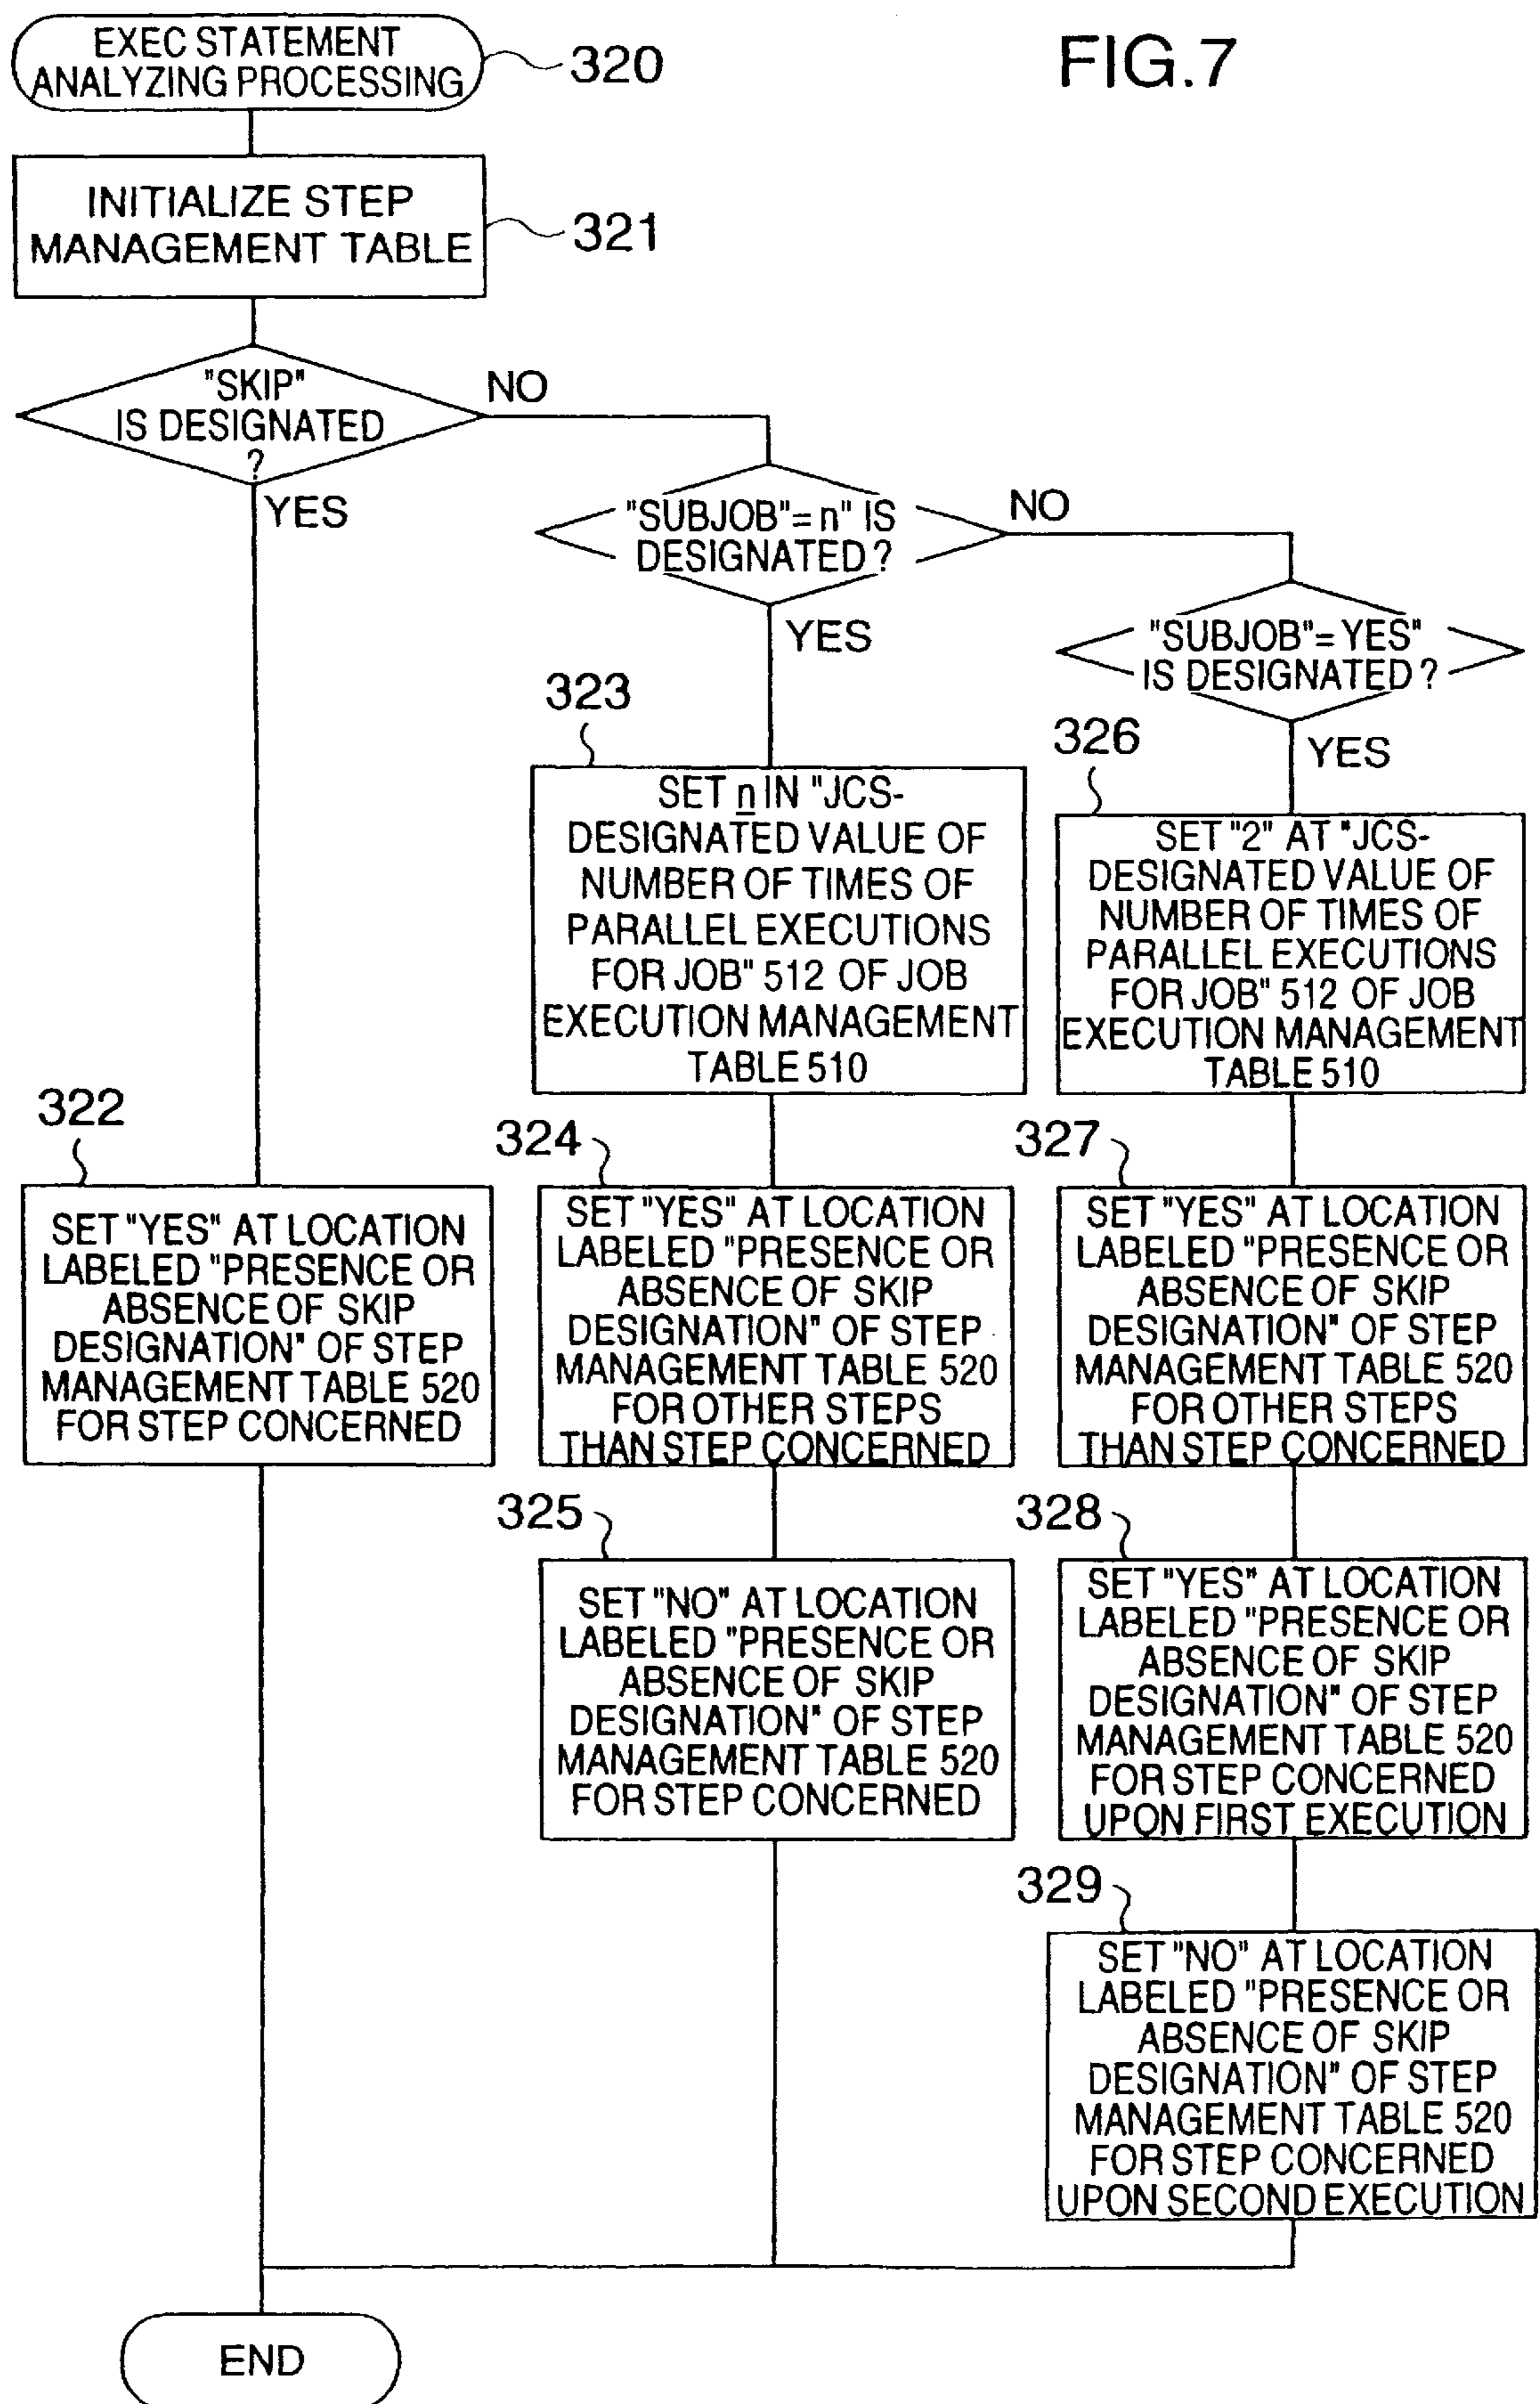 EXEC STATEMENT
ANALYZING PROCESSING
320
FIG.7
INITIALIZE STEP
MANAGEMENT TABLE
321
"SKIP"
IS DESIGNATED
?
NO
YES
"SUBJOB"= n" IS
DESIGNATED ?
NO
YES
"SUBJOB"= YES"
IS DESIGNATED ?
YES
323
SET n IN "JCS-
DESIGNATED VALUE OF
NUMBER OF TIMES OF
PARALLEL EXECUTIONS
FOR JOB" 512 OF JOB
EXECUTION MANAGEMENT
TABLE 510
326
SET "2" AT "JCS-
DESIGNATED VALUE OF
NUMBER OF TIMES OF
PARALLEL EXECUTIONS
FOR JOB" 512 OF JOB
EXECUTION MANAGEMENT
TABLE 510
322
SET "YES" AT LOCATION
LABELED "PRESENCE OR
ABSENCE OF SKIP
DESIGNATION" OF STEP
MANAGEMENT TABLE 520
FOR STEP CONCERNED
324
SET "YES" AT LOCATION
LABELED "PRESENCE OR
ABSENCE OF SKIP
DESIGNATION" OF STEP
MANAGEMENT TABLE 520
FOR OTHER STEPS
THAN STEP CONCERNED
327
SET "YES" AT LOCATION
LABELED "PRESENCE OR
ABSENCE OF SKIP
DESIGNATION" OF STEP
MANAGEMENT TABLE 520
FOR OTHER STEPS
THAN STEP CONCERNED
325
SET "NO" AT LOCATION
LABELED "PRESENCE OR
ABSENCE OF SKIP
DESIGNATION" OF STEP
MANAGEMENT TABLE 520
FOR STEP CONCERNED
328
SET "YES" AT LOCATION
LABELED "PRESENCE OR
ABSENCE OF SKIP
DESIGNATION" OF STEP
MANAGEMENT TABLE 520
FOR STEP CONCERNED
UPON FIRST EXECUTION
329
SET "NO" AT LOCATION
LABELED "PRESENCE OR
ABSENCE OF SKIP
DESIGNATION" OF STEP
MANAGEMENT TABLE 520
FOR STEP CONCERNED
UPON SECOND EXECUTION
END